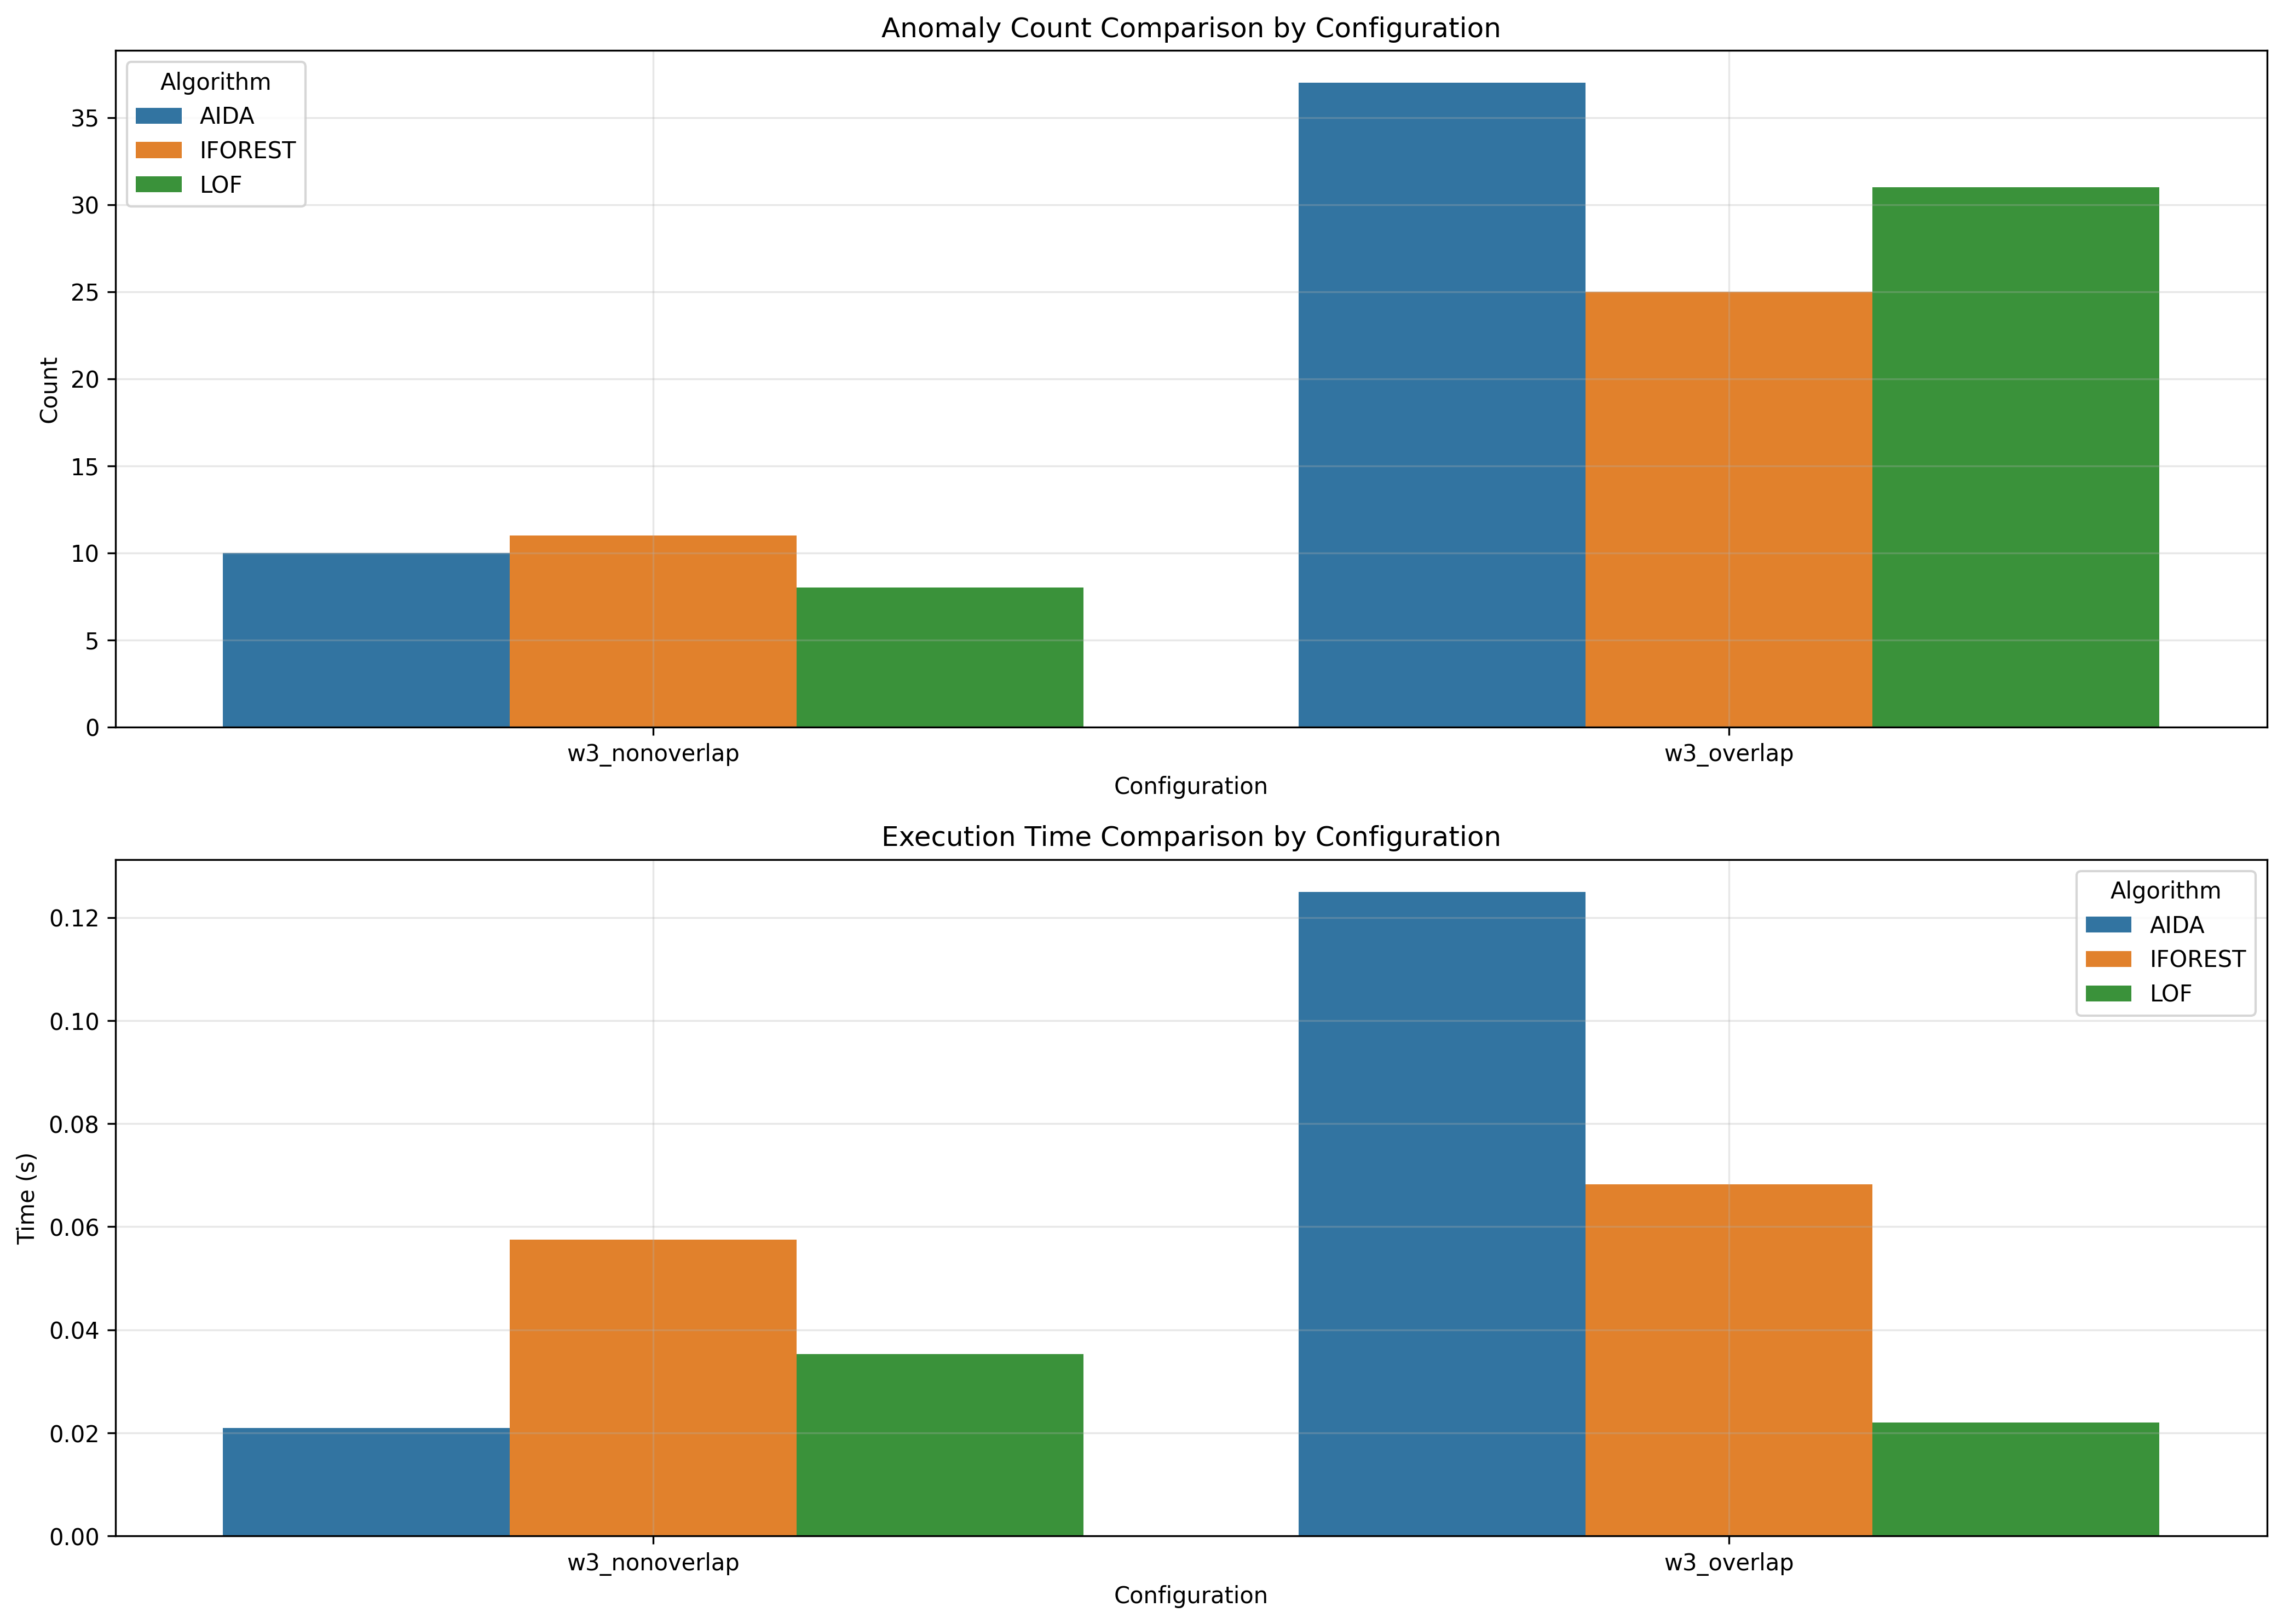 Anomaly Count Comparison by Configuration
Algorithm
AIDA
IFOREST
LOF
35
30
25
20
15
10
5
0
Count
w3_nonoverlap
w3_overlap
Configuration
Execution Time Comparison by Configuration
Algorithm
AIDA
IFOREST
LOF
0.12
0.10
0.08
0.06
0.04
0.02
0.00
Time (s)
w3_nonoverlap
w3_overlap
Configuration